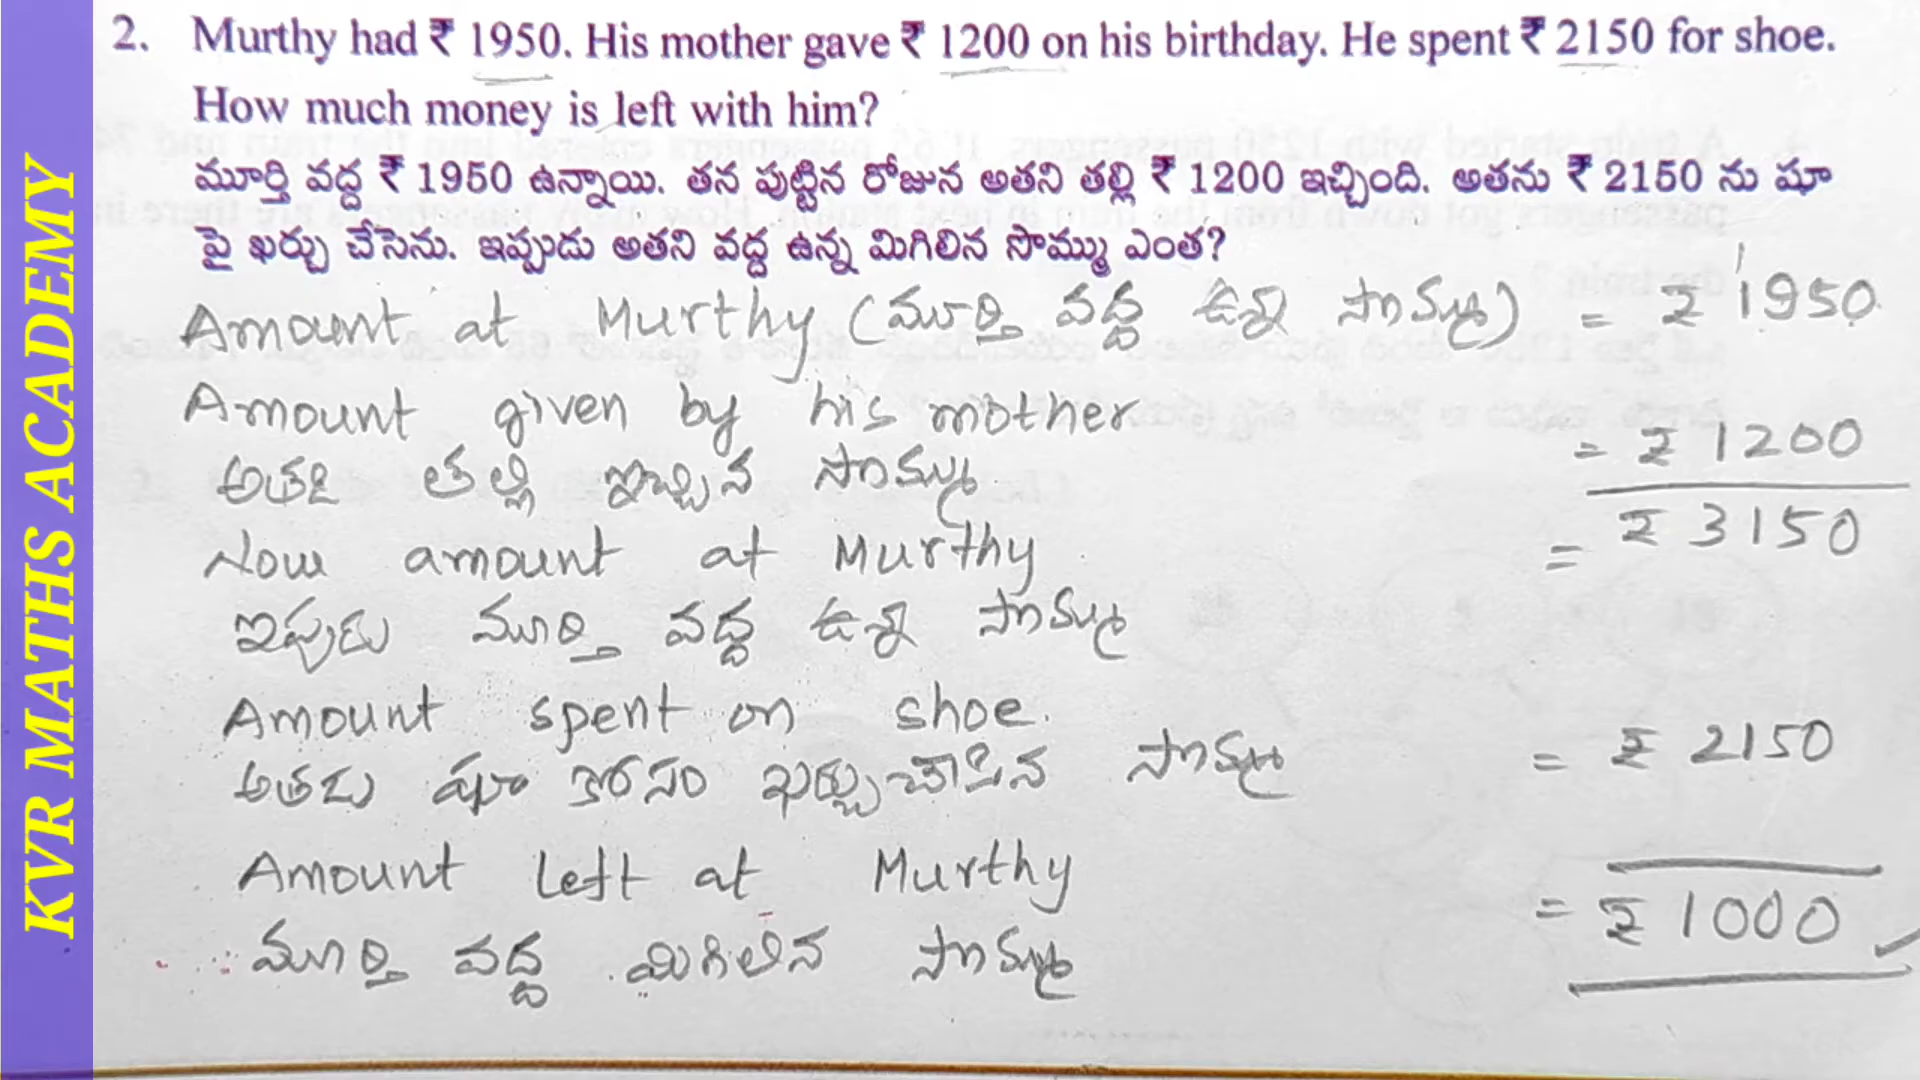 KVR MATHS ACADEMY
2. Murthy had ₹ 1950. His mother gave ₹ 1200 on his birthday. He spent ₹ 2150 for shoe.
How much money is left with him?
మూర్తి వద్ద ₹ 1950 ఉన్నాయి. తన పుట్టిన రోజున అతని తల్లి ₹ 1200 ఇచ్చింది. అతను ₹ 2150 ను షూ
పై ఖర్చు చేసెను. ఇప్పుడు అతని వద్ద ఉన్న మిగిలిన సొమ్ము ఎంత?
1
Amount at Murthy (మూర్తి వద్ద ఉన్న సొమ్ము) = ₹ 1950
Amount given by his mother
అతని తల్లి ఇచ్చిన సొమ్ము = ₹ 1200
Now amount at Murthy = ₹ 3150
ఇప్పుడు మూర్తి వద్ద ఉన్న సొమ్ము
Amount spent on shoe.
అతడు షూ కోసం ఖర్చుచేసిన సొమ్ము = ₹ 2150
Amount left at Murthy = ₹ 1000
మూర్తి వద్ద మిగిలిన సొమ్ము